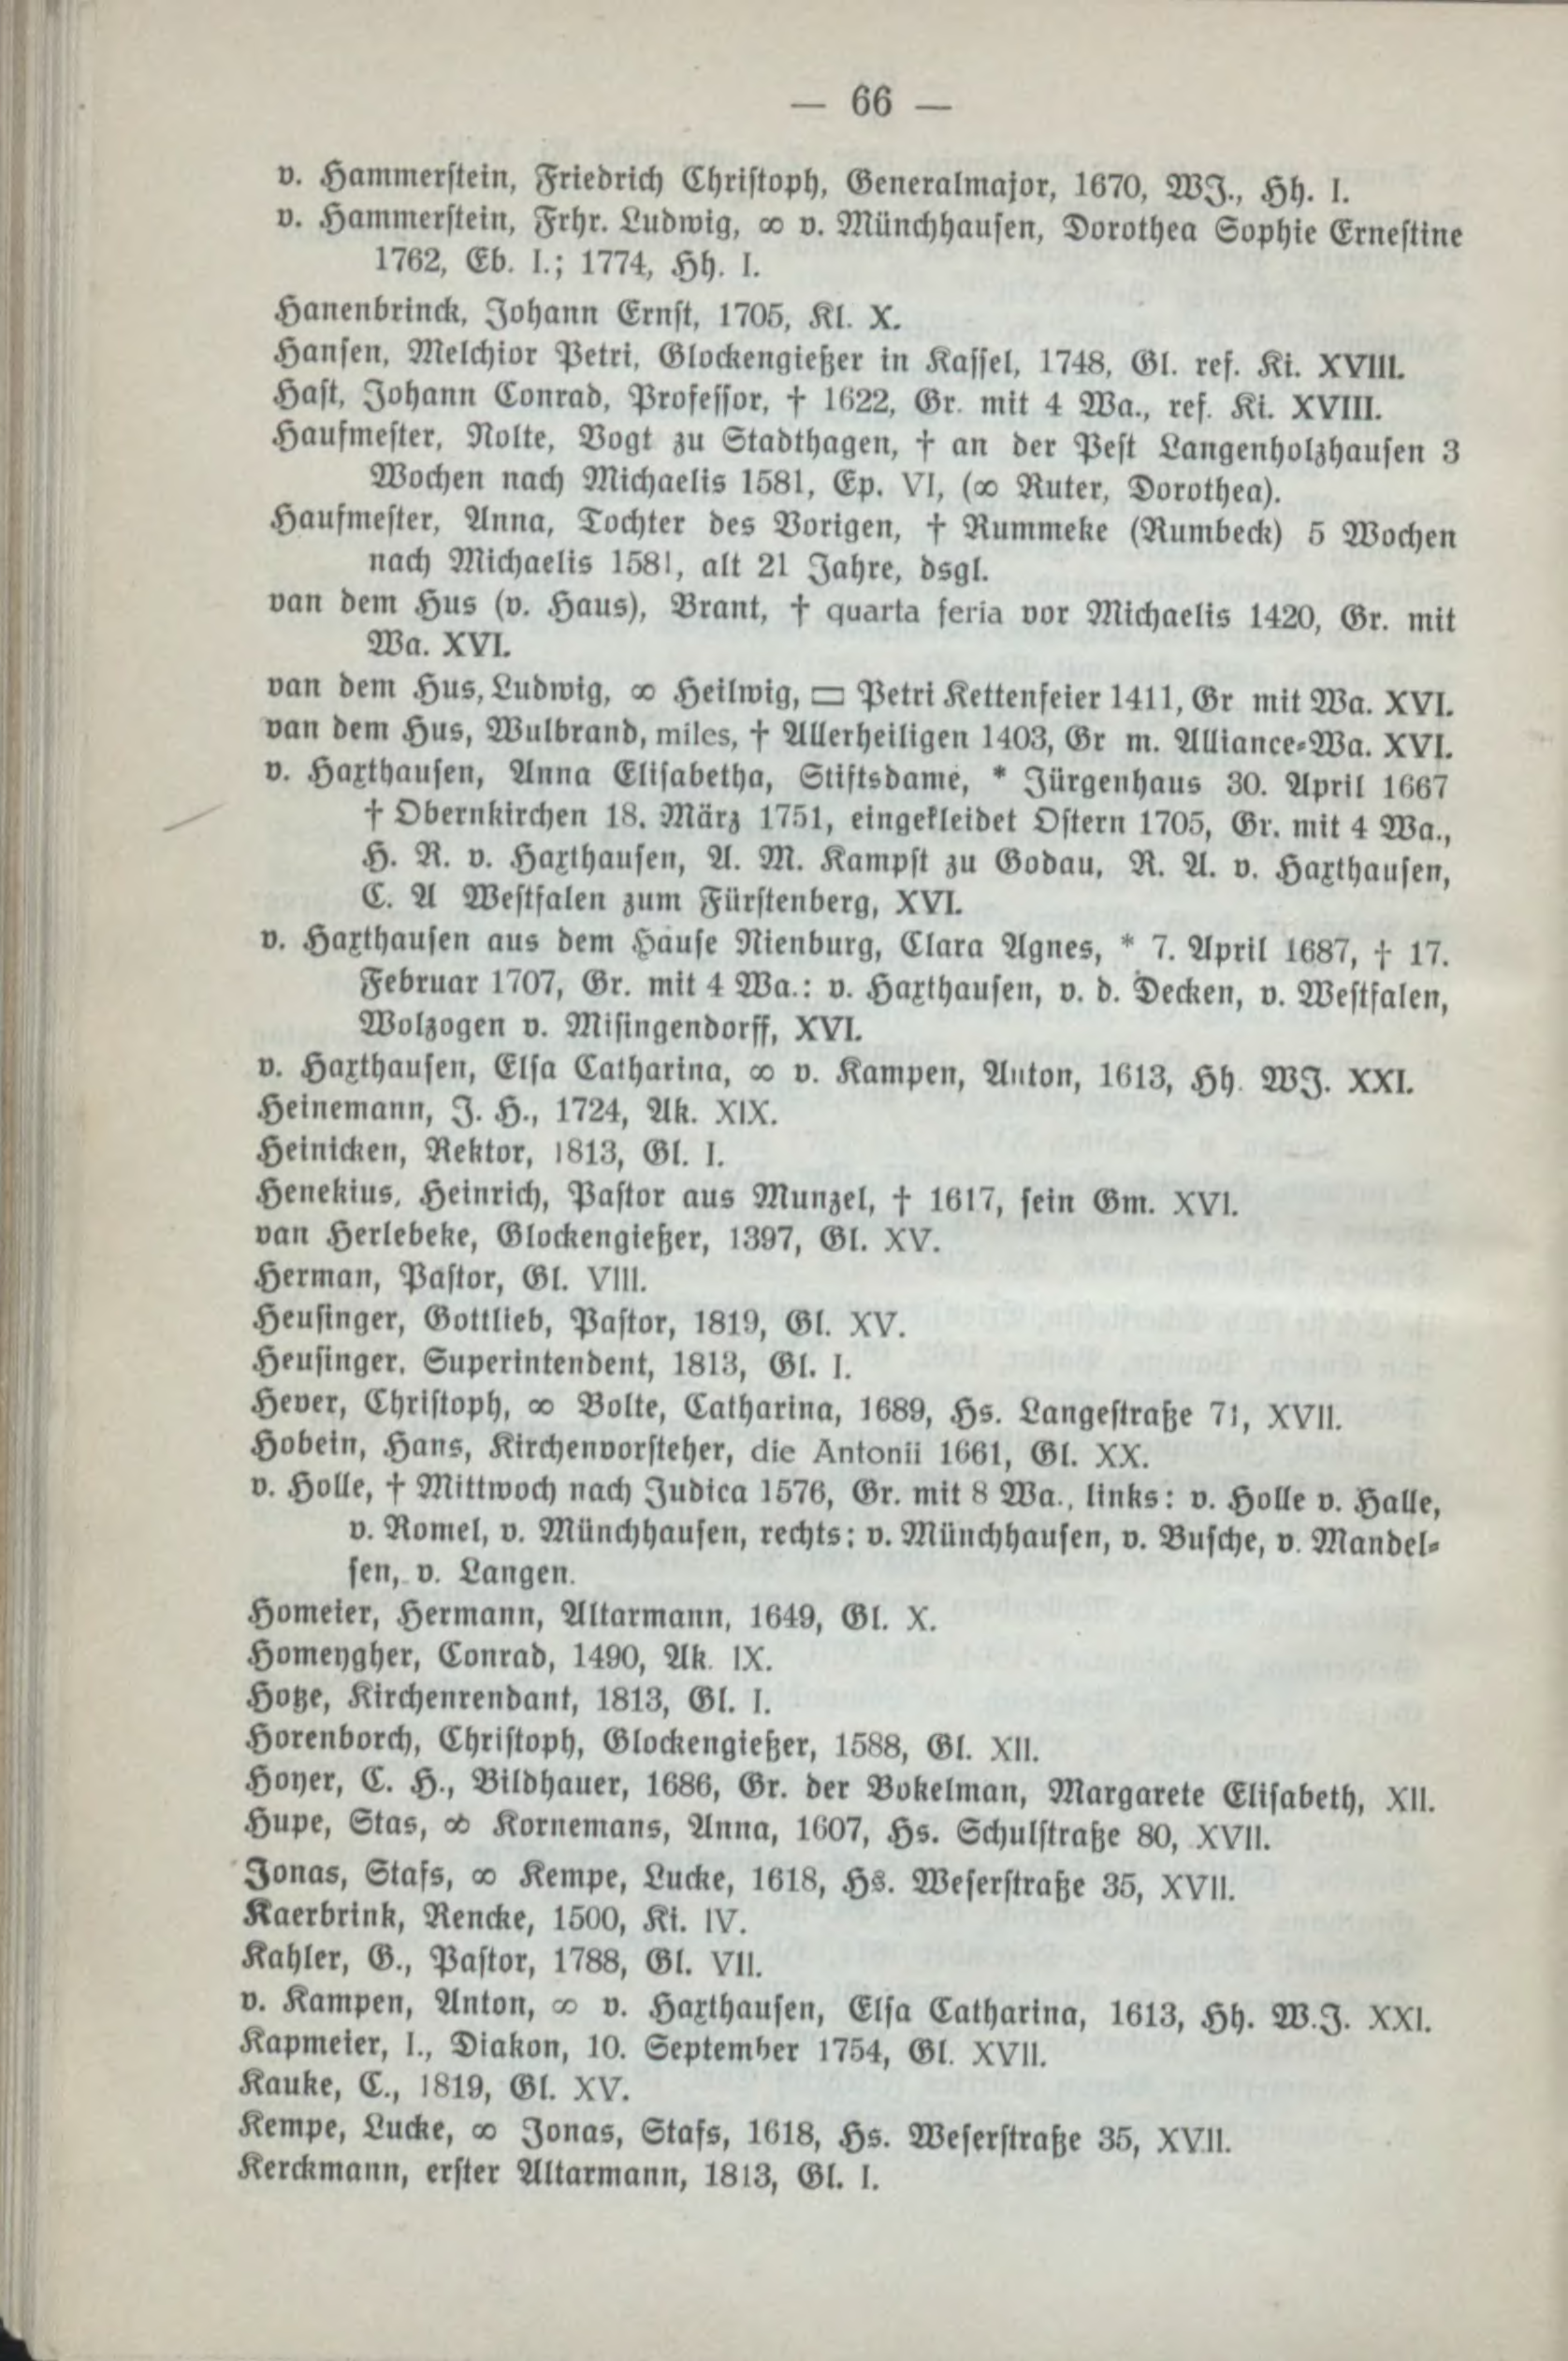 — 66 —
v. Hammerstein, Friedrich Christoph, Generalmajor, 1670, WJ., Hh. I.
v. Hammerstein, Frhr. Ludwig, ∞ v. Münchhausen, Dorothea Sophie Ernestine
1762, Eb. I.; 1774, Hh. I.
Hanenbrinck, Johann Ernst, 1705, Kl. X.
Hansen, Melchior Petri, Glockengießer in Kassel, 1748, Gl. ref. Ki. XVIII.
Hast, Johann Conrad, Professor, † 1622, Gr. mit 4 Wa., ref. Ki. XVIII.
Hausmester, Nolte, Vogt zu Stadthagen, † an der Pest Langenholzhausen 3
Wochen nach Michaelis 1581, Ep. VI, (∞ Ruter, Dorothea).
Hausmester, Anna, Tochter des Vorigen, † Rummeke (Rumbeck) 5 Wochen
nach Michaelis 1581, alt 21 Jahre, dsgl.
van dem Hus (v. Haus), Brant, † quarta feria vor Michaelis 1420, Gr. mit
Wa. XVI.
van dem Hus, Ludwig, ∞ Heilwig, ▭ Petri Kettenfeier 1411, Gr mit Wa. XVI.
van dem Hus, Wulbrand, miles, † Allerheiligen 1403, Gr m. Alliance-Wa. XVI.
v. Haxthausen, Anna Elisabetha, Stiftsdame, * Jürgenhaus 30. April 1667
† Obernkirchen 18. März 1751, eingekleidet Ostern 1705, Gr. mit 4 Wa.,
H. R. v. Haxthausen, A. M. Kampst zu Godau, R. A. v. Haxthausen,
C. A Westfalen zum Fürstenberg, XVI.
v. Haxthausen aus dem Hause Nienburg, Clara Agnes, * 7. April 1687, † 17.
Februar 1707, Gr. mit 4 Wa.: v. Haxthausen, v. d. Decken, v. Westfalen,
Wolzogen v. Misingendorff, XVI.
v. Haxthausen, Elsa Catharina, ∞ v. Kampen, Anton, 1613, Hh. WJ. XXI.
Heinemann, J. H., 1724, Ak. XIX.
Heinicken, Rektor, 1813, Gl. I.
Henekius, Heinrich, Pastor aus Munzel, † 1617, sein Gm. XVI.
van Herlebeke, Glockengießer, 1397, Gl. XV.
Herman, Pastor, Gl. VIII.
Heusinger, Gottlieb, Pastor, 1819, Gl. XV.
Heusinger, Superintendent, 1813, Gl. I.
Hever, Christoph, ∞ Bolte, Catharina, 1689, Hs. Langestraße 71, XVII.
Hobein, Hans, Kirchenvorsteher, die Antonii 1661, Gl. XX.
v. Holle, † Mittwoch nach Judica 1576, Gr. mit 8 Wa., links: v. Holle v. Halle,
v. Romel, v. Münchhausen, rechts: v. Münchhausen, v. Busche, v. Mandel-
sen, v. Langen.
Homeier, Hermann, Altarmann, 1649, Gl. X.
Homeygher, Conrad, 1490, Ak. IX.
Hotze, Kirchenrendant, 1813, Gl. I.
Horenborch, Christoph, Glockengießer, 1588, Gl. XII.
Hoyer, C. H., Bildhauer, 1686, Gr. der Bokelman, Margarete Elisabeth, XII.
Hupe, Stas, ∞ Kornemans, Anna, 1607, Hs. Schulstraße 80, XVII.
Jonas, Stafs, ∞ Kempe, Lucke, 1618, Hs. Weserstraße 35, XVII.
Kaerbrink, Rencke, 1500, Ki. IV.
Kahler, G., Pastor, 1788, Gl. VII.
v. Kampen, Anton, ∞ v. Haxthausen, Elsa Catharina, 1613, Hh. W.J. XXI.
Kapmeier, I., Diakon, 10. September 1754, Gl. XVII.
Kauke, C., 1819, Gl. XV.
Kempe, Lucke, ∞ Jonas, Stafs, 1618, Hs. Weserstraße 35, XVII.
Kerckmann, erster Altarmann, 1813, Gl. I.